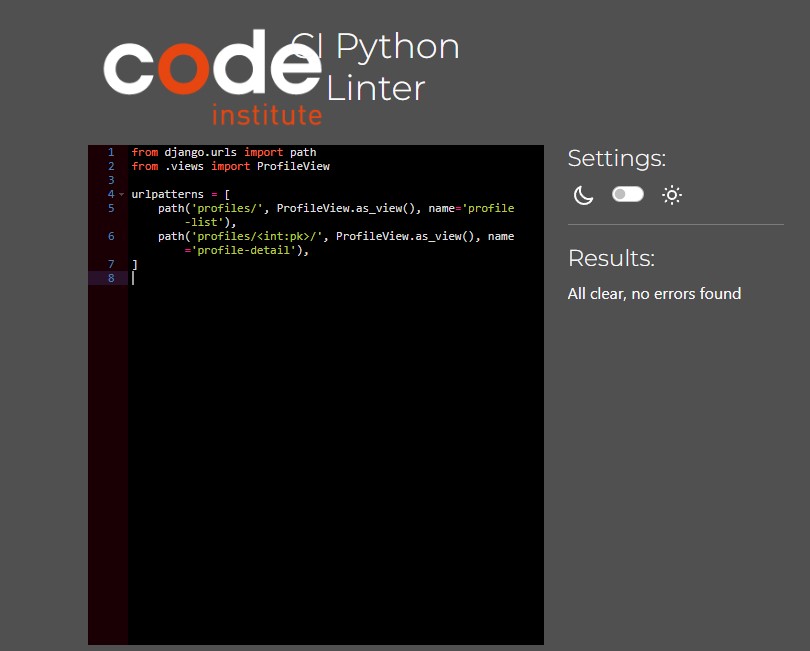 code
institute
CI Python
Linter
1 from django.urls import path
2 from .views import ProfileView
3
4 urlpatterns = [
5 path('profiles/', ProfileView.as_view(), name='profile
-list'),
6 path('profiles/<int:pk>/', ProfileView.as_view(), name
='profile-detail'),
7 ]
8
Settings:
Results:
All clear, no errors found